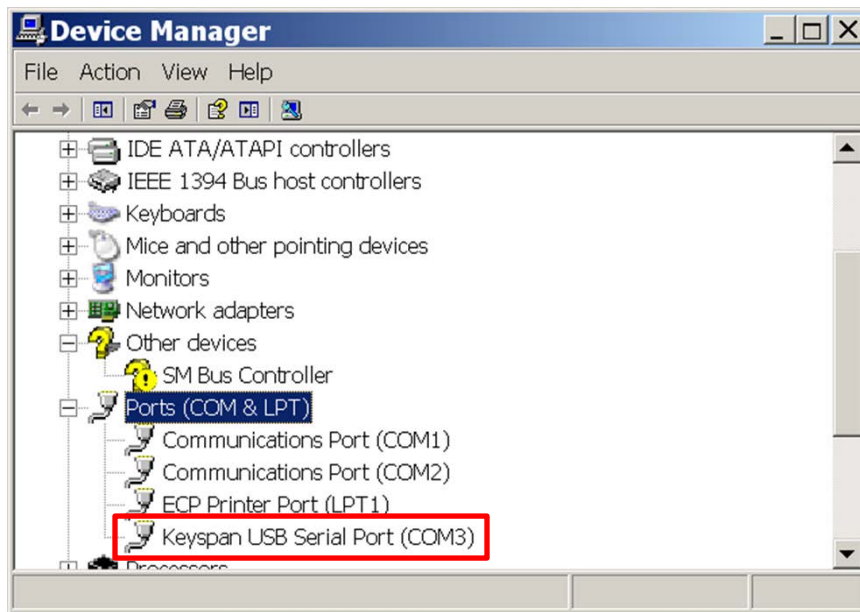 Device Manager
File Action View Help
IDE ATA/ATAPI controllers
IEEE 1394 Bus host controllers
Keyboards
Mice and other pointing devices
Monitors
Network adapters
Other devices
SM Bus Controller
Ports (COM & LPT)
Communications Port (COM1)
Communications Port (COM2)
ECP Printer Port (LPT1)
Keyspan USB Serial Port (COM3)
Processors